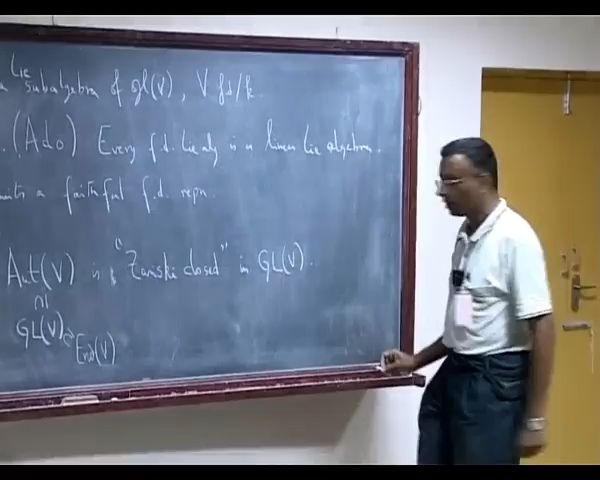 Lie
subalgebra of gl(V), V f.d/k
(Ado) Every f.d. Lie alg is a linear Lie algebra.
a faithful f.d. repn.
Aut(V) is "Zariski closed" in GL(V).
∩|
GL(V) ⊂ End(V)